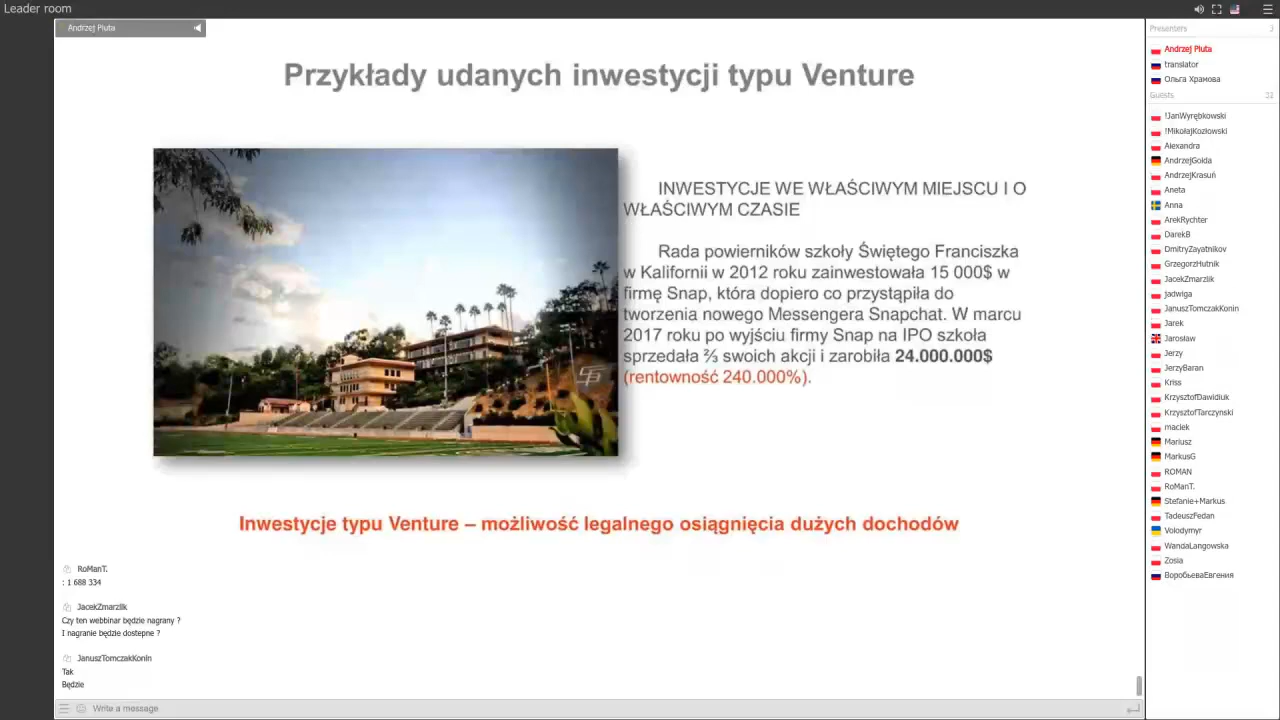 Leader room
Andrzej Pluta
Przykłady udanych inwestycji typu Venture
INWESTYCJE WE WŁAŚCIWYM MIEJSCU I O
WŁAŚCIWYM CZASIE
Rada powierników szkoły Świętego Franciszka
w Kalifornii w 2012 roku zainwestowała 15 000$ w
firmę Snap, która dopiero co przystąpiła do
tworzenia nowego Messengera Snapchat. W marcu
2017 roku po wyjściu firmy Snap na IPO szkoła
sprzedała ⅔ swoich akcji i zarobiła 24.000.000$
(rentowność 240.000%).
Inwestycje typu Venture – możliwość legalnego osiągnięcia dużych dochodów
RoManT.
: 1 688 334
JacekZmarzlik
Czy ten webbinar będzie nagrany ?
I nagranie będzie dostepne ?
JanuszTomczakKonin
Tak
Będzie
Write a message
Presenters 3
Andrzej Pluta
translator
Ольга Храмова
Guests 32
!JanWyrębkowski
!MikołajKozłowski
Alexandra
AndrzejGołda
AndrzejKrasuń
Aneta
Anna
ArekRychter
DarekB
DmitryZayatnikov
GrzegorzHutnik
JacekZmarzlik
jadwiga
JanuszTomczakKonin
Jarek
Jarosław
Jerzy
JerzyBaran
Kriss
KrzysztofDawidiuk
KrzysztofTarczynski
maciek
Mariusz
MarkusG
ROMAN
RoManT.
Stefanie+Markus
TadeuszFedan
Volodymyr
WandaLangowska
Zosia
ВоробьеваЕвгения